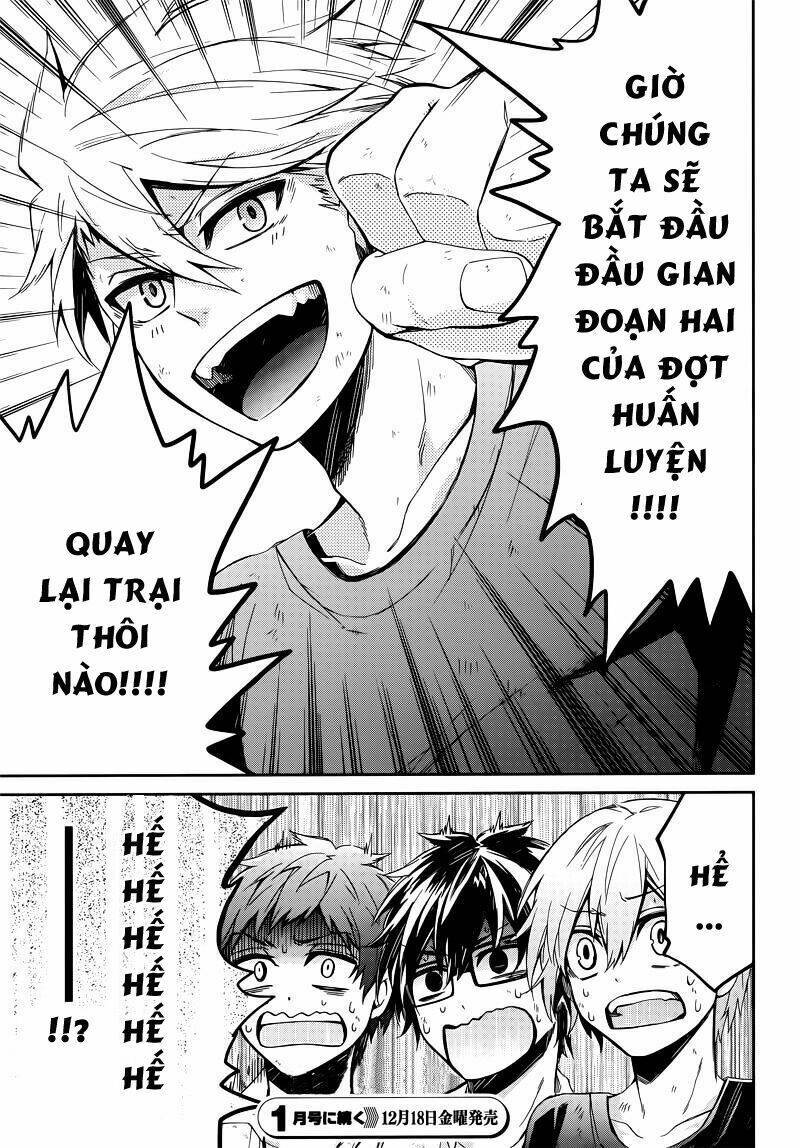 GIỜ
CHÚNG
TA SẼ
BẮT ĐẦU
ĐẦU GIAN
ĐOẠN HAI
CỦA ĐỢT
HUẤN
LUYỆN
!!!!
QUAY
LẠI TRẠI
THÔI
NÀO!!!!
HỂ
...
HẾ
HẾ
HẾ
HẾ
HẾ
HẾ
!!?
1月号に続く》》12月18日金曜発売